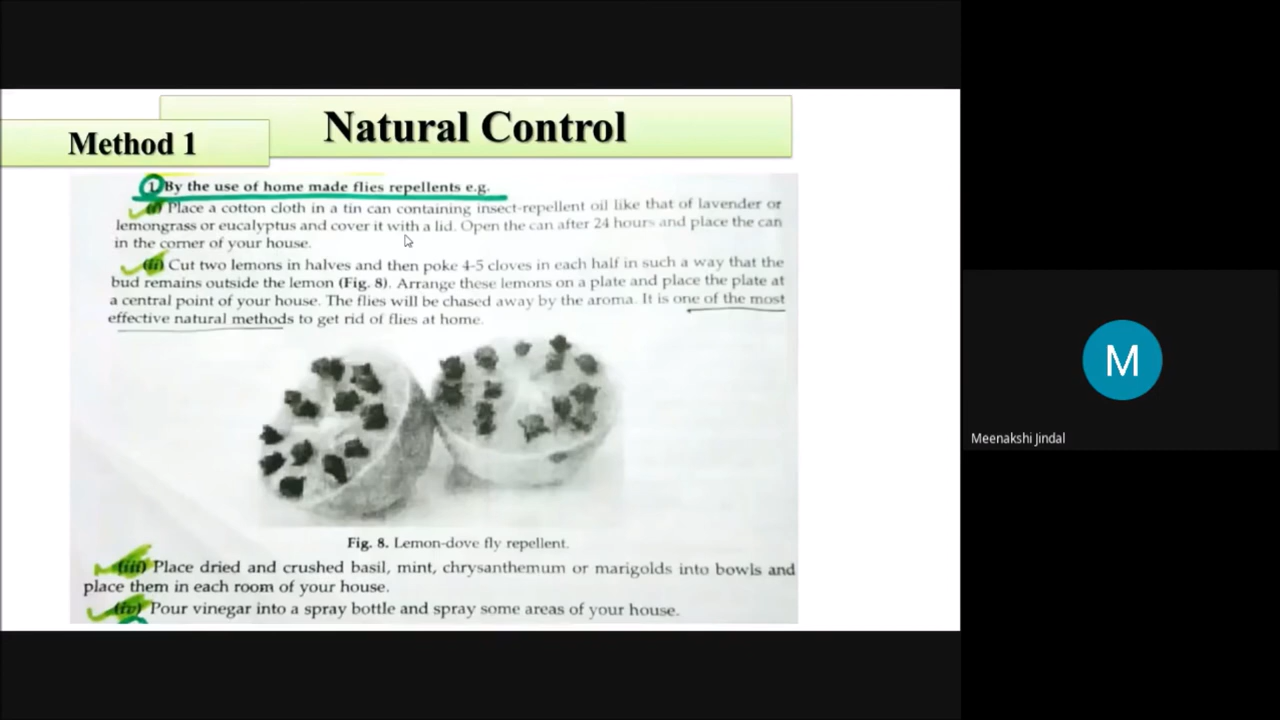 Natural Control
Method 1
1. By the use of home made flies repellents e.g.
(i) Place a cotton cloth in a tin can containing insect-repellent oil like that of lavender or
lemongrass or eucalyptus and cover it with a lid. Open the can after 24 hours and place the can
in the corner of your house.
(ii) Cut two lemons in halves and then poke 4-5 cloves in each half in such a way that the
bud remains outside the lemon (Fig. 8). Arrange these lemons on a plate and place the plate at
a central point of your house. The flies will be chased away by the aroma. It is one of the most
effective natural methods to get rid of flies at home.
Fig. 8. Lemon-dove fly repellent.
(iii) Place dried and crushed basil, mint, chrysanthemum or marigolds into bowls and
place them in each room of your house.
(iv) Pour vinegar into a spray bottle and spray some areas of your house.
M
Meenakshi Jindal